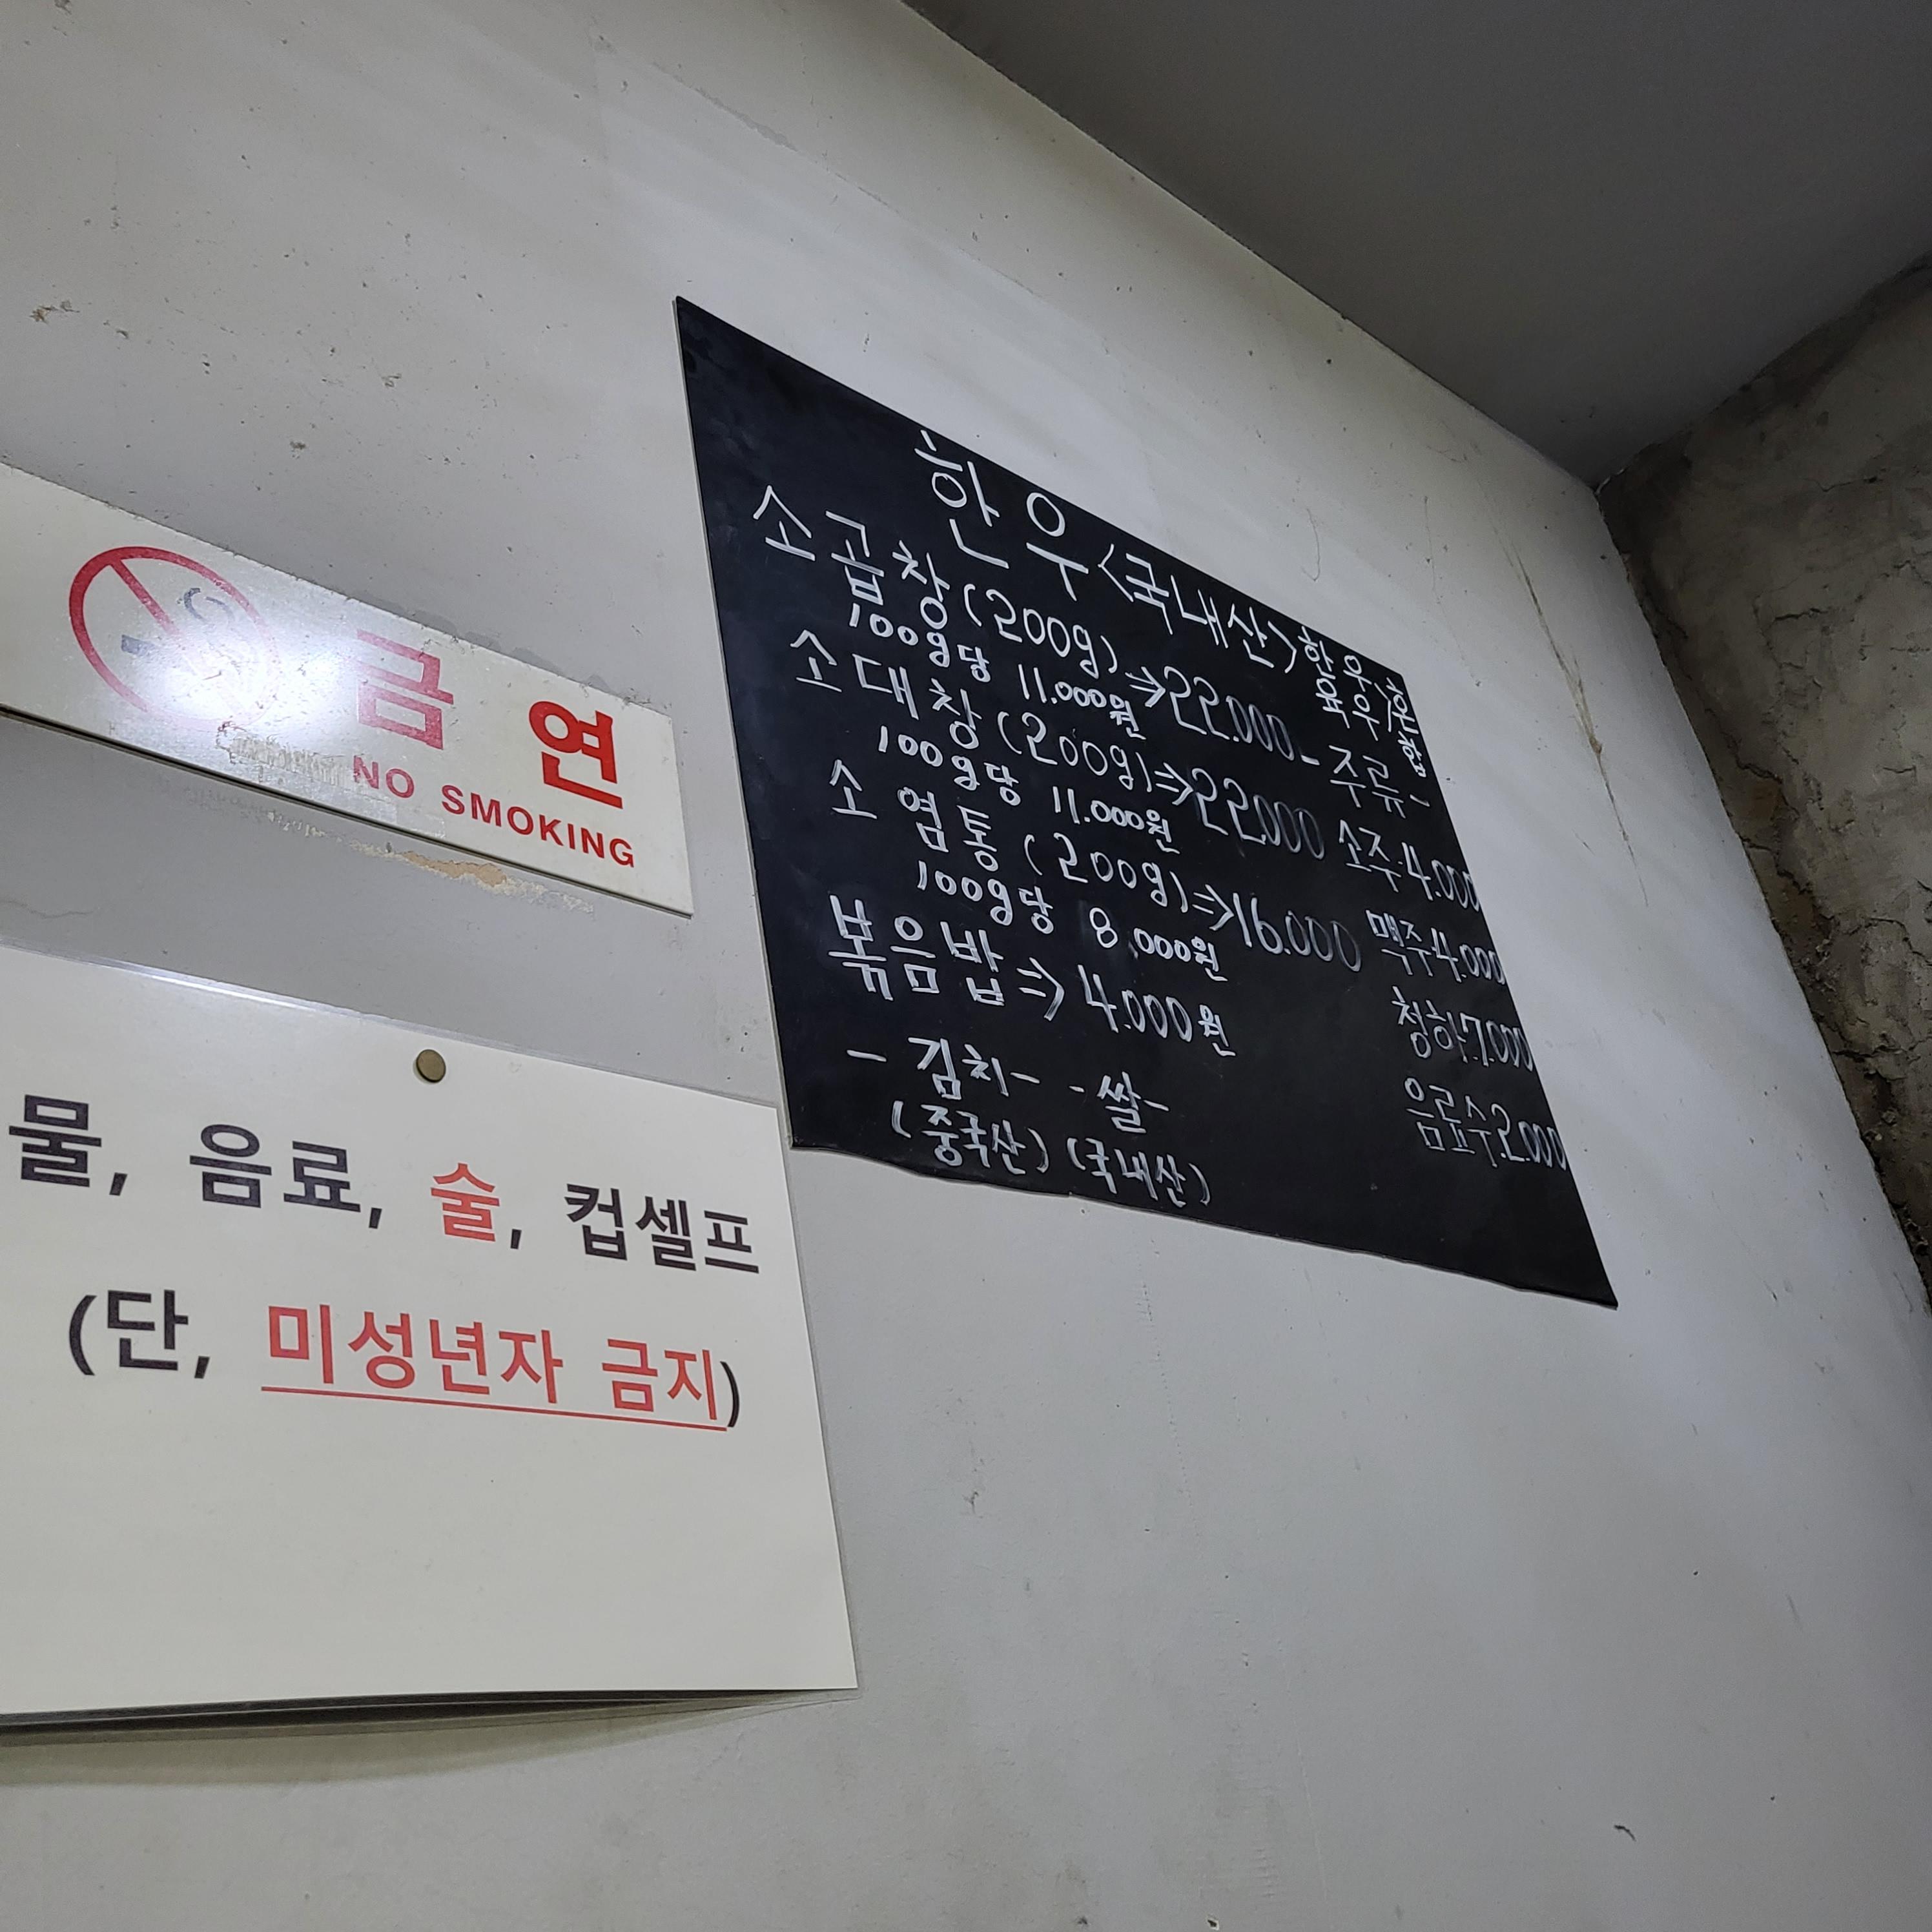 금연
NO SMOKING
물, 음료, 술, 컵셀프
(단, 미성년자 금지)
한우<국내산>
한우/
육우/혼합
소곱창(200g)⇒22.000-
100g당 11.000원
소대창(200g)⇒22.000
100g당 11.000원
소염통(200g)⇒16.000
100g당 8.000원
볶음밥⇒4.000원
-김치- -쌀-
(중국산) (국내산)
주류-
소주4.000
맥주4.000
청하7.000
음료수2.000